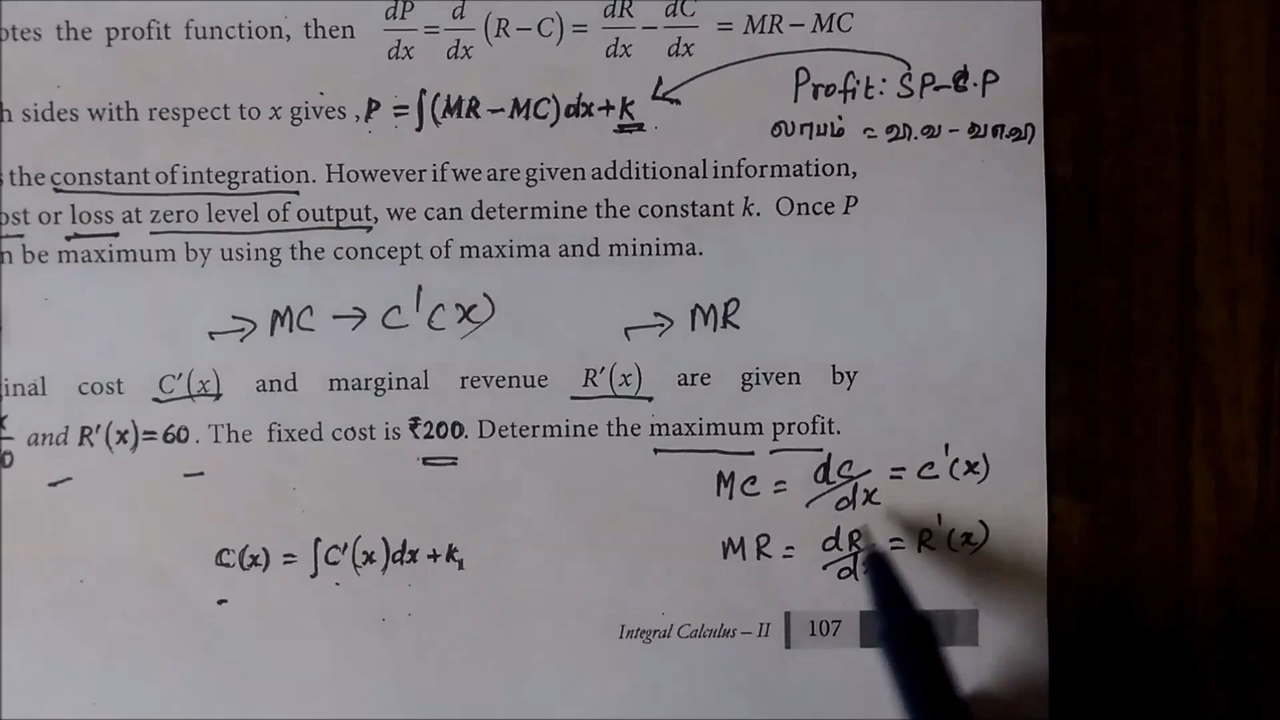 otes the profit function, then dP/dx = d/dx (R−C) = dR/dx − dC/dx = MR−MC
Profit: SP–C.P
h sides with respect to x gives , P = ∫(MR−MC)dx+k
லாபம் = வி.வி - வா.வி
the constant of integration. However if we are given additional information,
ost or loss at zero level of output, we can determine the constant k. Once P
n be maximum by using the concept of maxima and minima.
→ MC → C'(x) → MR
inal cost C′(x) and marginal revenue R′(x) are given by
and R′(x)=60. The fixed cost is ₹200. Determine the maximum profit.
MC = dC/dx = C'(x)
C(x) = ∫C′(x)dx+k₁
MR = dR/d = R'(x)
Integral Calculus – II 107